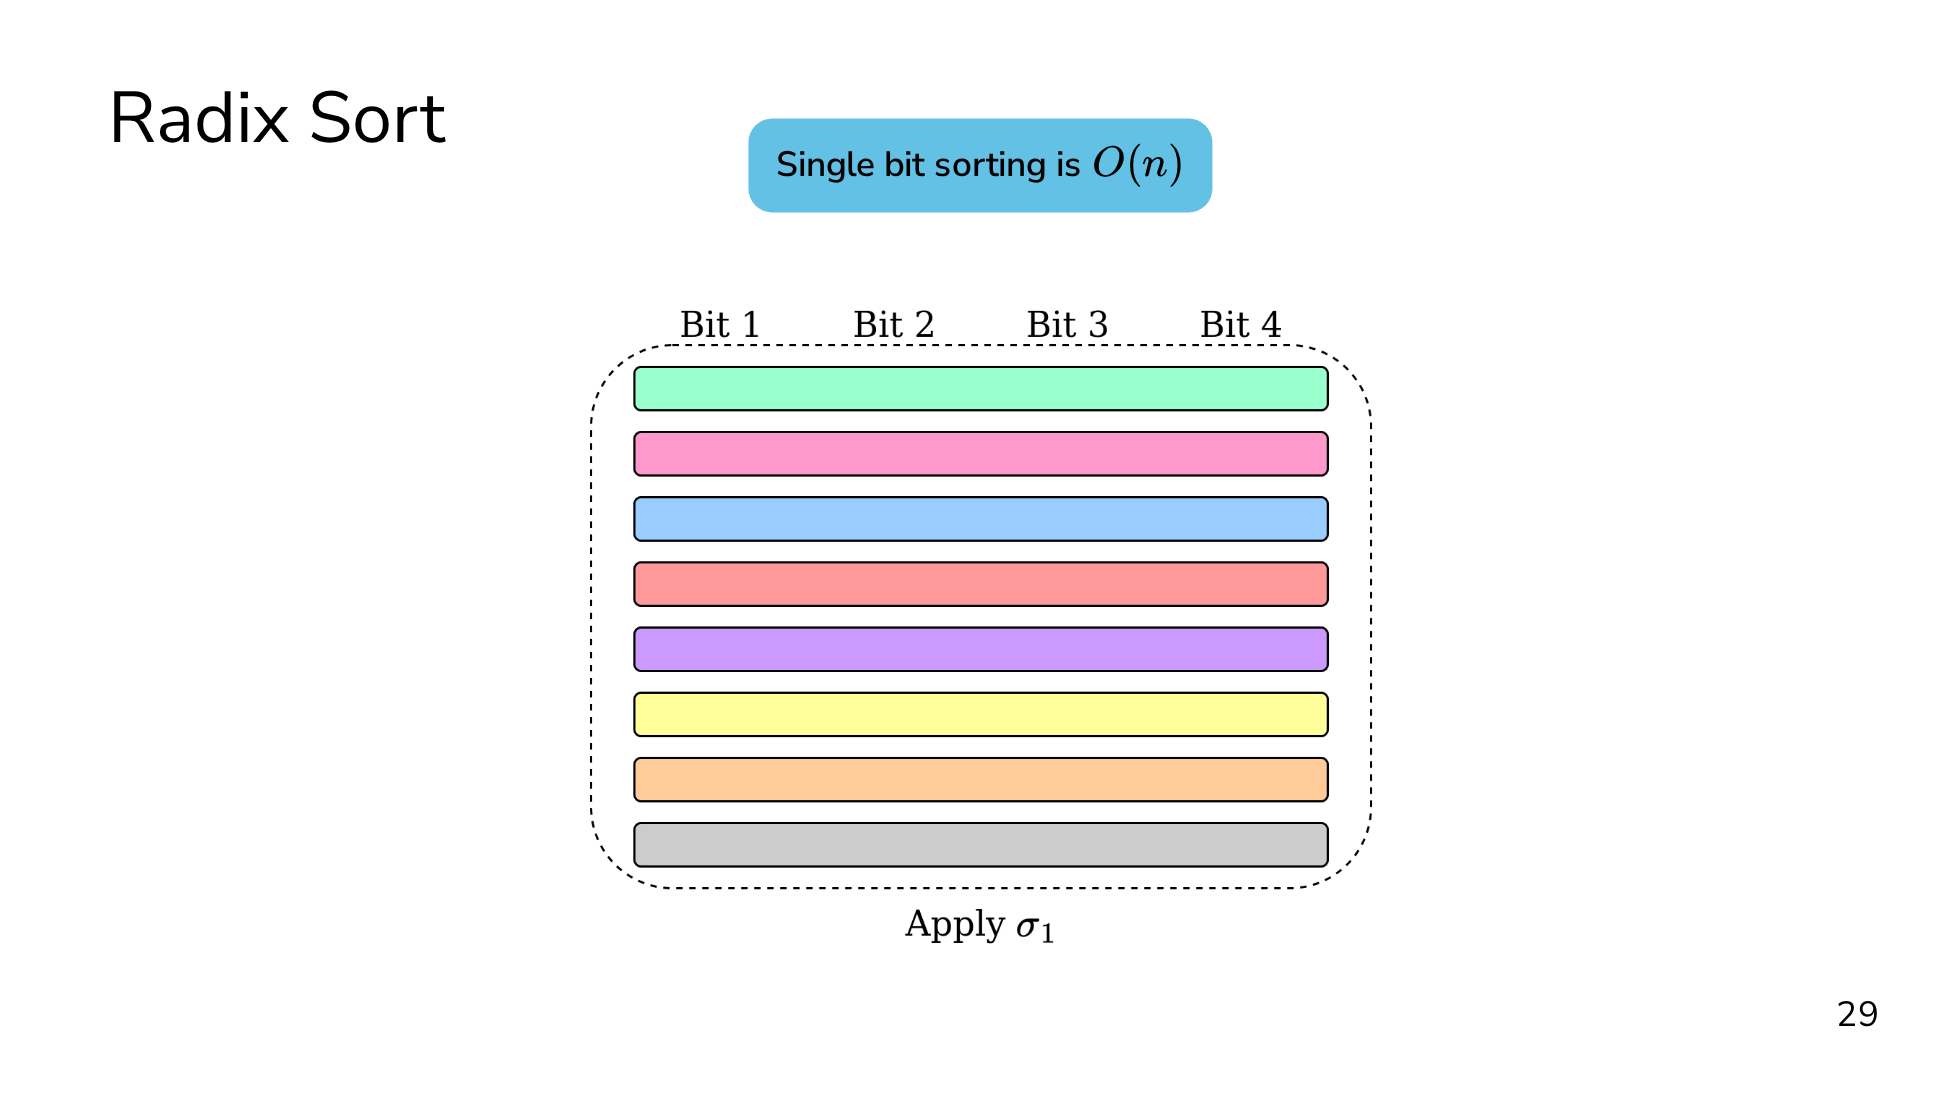 Radix Sort
Single bit sorting is O(n)
Bit 1 Bit 2 Bit 3 Bit 4
Apply σ₁
29